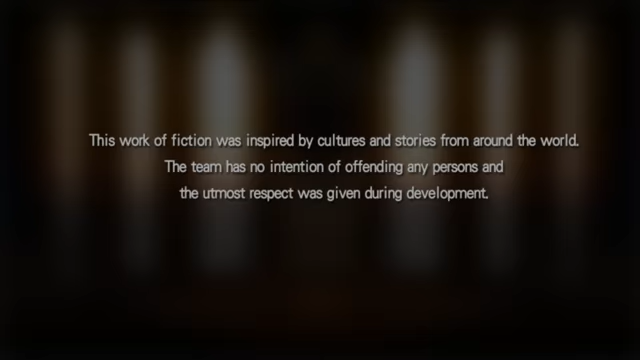 This work of fiction was inspired by cultures and stories from around the world.
The team has no intention of offending any persons and
the utmost respect was given during development.